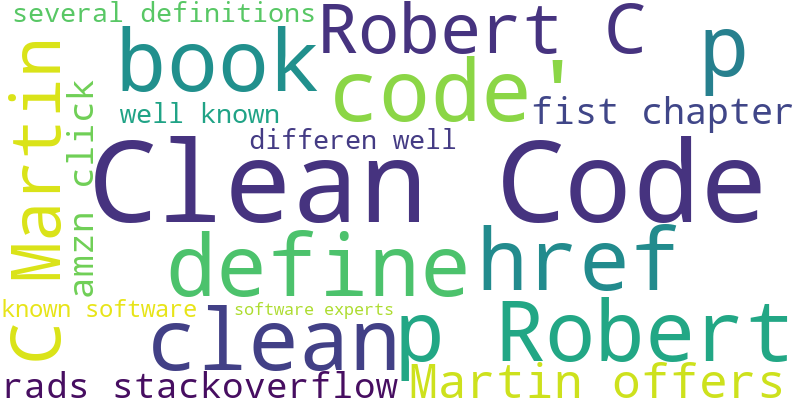 several definitions
Robert C
p
book
code'
Martin
amzn click
well known
fist chapter
differen well
Clean Code
define
href
known software
software experts
c
clean
p Robert
rads stackoverflow
Martin offers